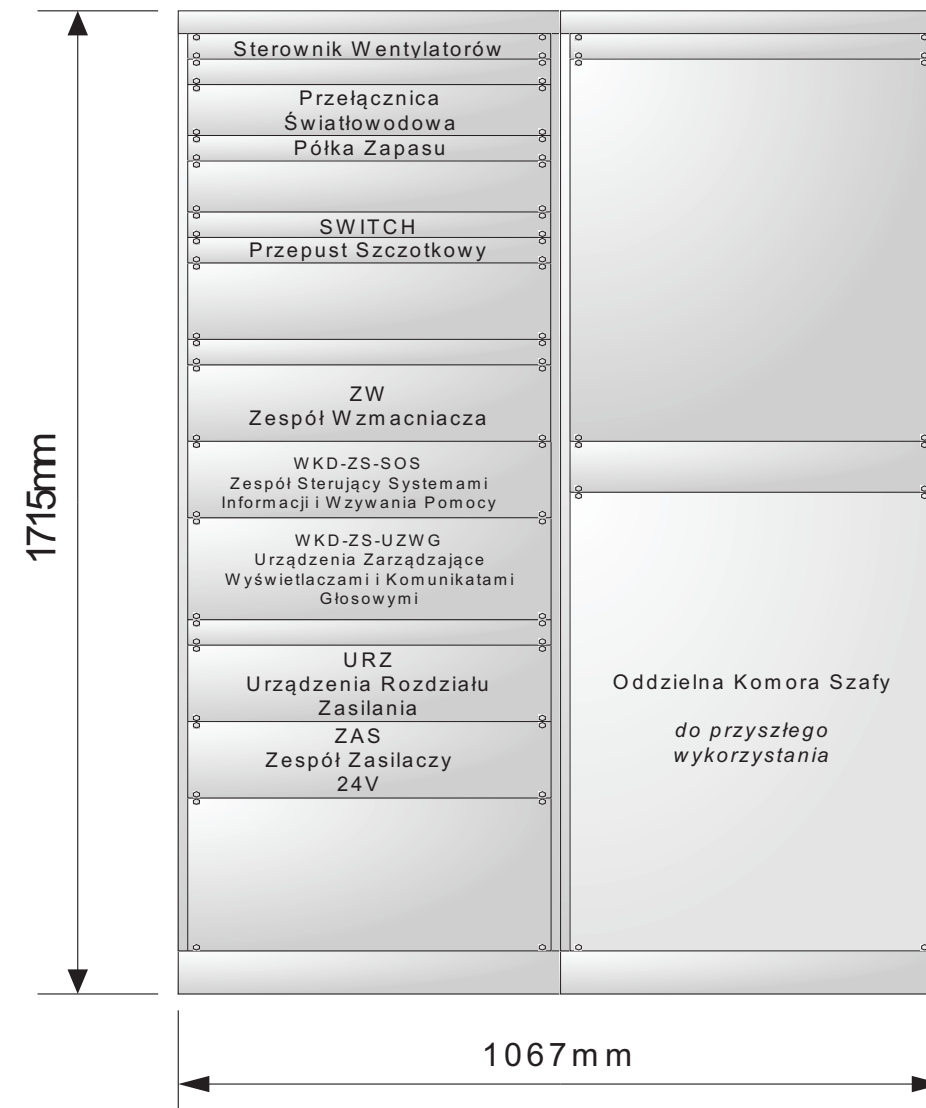 Sterownik Wentylatorów
Przełącznica
Światłowodowa
Półka Zapasu
SWITCH
Przepust Szczotkowy
ZW
Zespół Wzmacniacza
WKD-ZS-SOS
Zespół Sterujący Systemami
Informacji i Wzywania Pomocy
WKD-ZS-UZWG
Urządzenia Zarządzające
Wyświetlaczami i Komunikatami
Głosowymi
URZ
Urządzenia Rozdziału
Zasilania
ZAS
Zespół Zasilaczy
24V
Oddzielna Komora Szafy
do przyszłego
wykorzystania
1715mm
1067mm